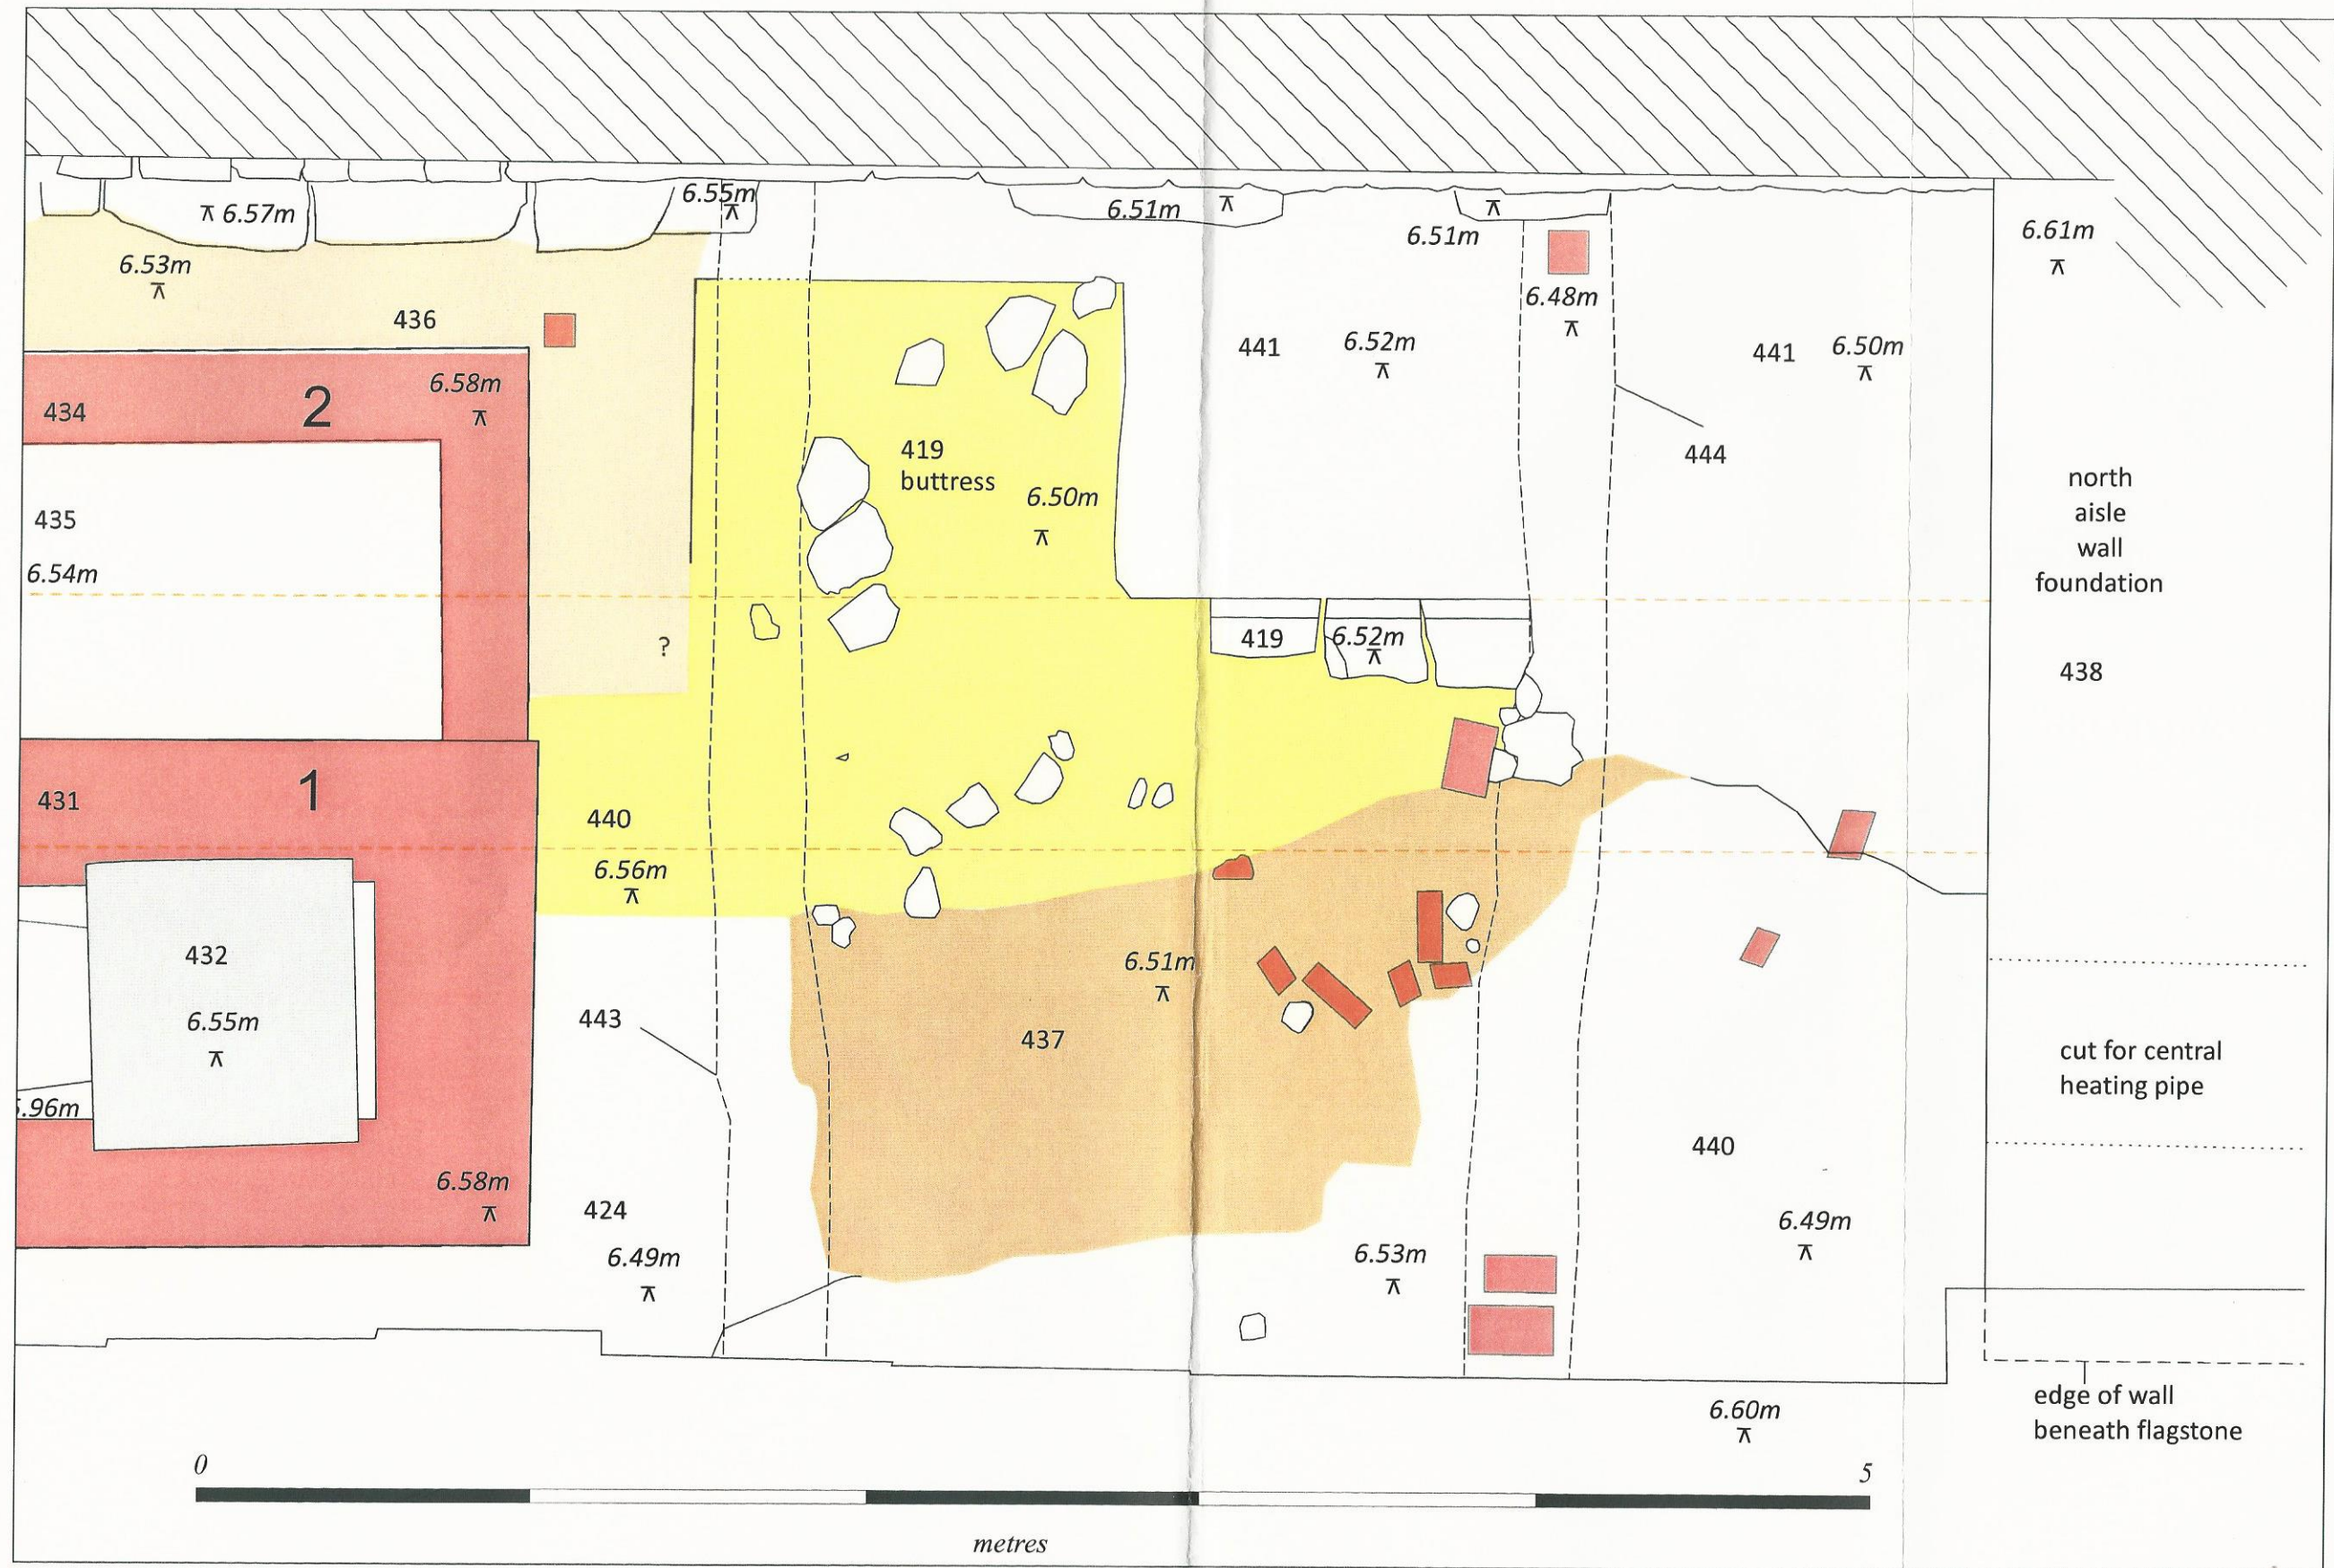 6.55m
6.57m
6.51m
6.51m
6.61m
6.53m
436
6.48m
441
6.52m
441
6.50m
434
2
6.58m
419
buttress
6.50m
444
north
aisle
wall
foundation
435
6.54m
?
419
6.52m
438
431
1
440
6.56m
432
6.55m
6.51m
443
437
cut for central
heating pipe
.96m
440
6.58m
424
6.49m
6.53m
6.49m
6.60m
edge of wall
beneath flagstone
0
5
metres